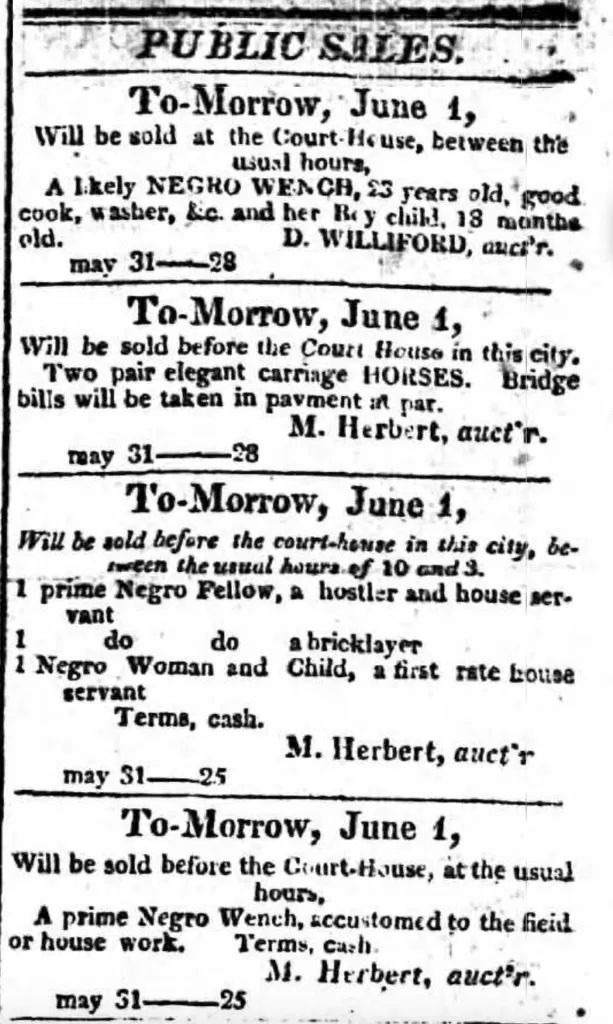 PUBLIC SALES.
To-Morrow, June 1,
Will be sold at the Court-House, between the
usual hours,
A likely NEGRO WENCH, 23 years old, good
cook, washer, &c. and her Boy child, 18 months
old. D. WILLIFORD, auct'r.
may 31——28
To-Morrow, June 1,
Will be sold before the Court House in this city.
Two pair elegant carriage HORSES. Bridge
bills will be taken in payment at par.
M. Herbert, auct'r.
may 31——28
To-Morrow, June 1,
Will be sold before the court-house in this city, be-
tween the usual hours of 10 and 3.
1 prime Negro Fellow, a hostler and house ser-
vant
1 do do a bricklayer
1 Negro Woman and Child, a first rate house
servant
Terms, cash.
M. Herbert, auct'r
may 31——25
To-Morrow, June 1,
Will be sold before the Court-House, at the usual
hours,
A prime Negro Wench, accustomed to the field
or house work. Terms, cash
M. Herbert, auct'r.
may 31——25